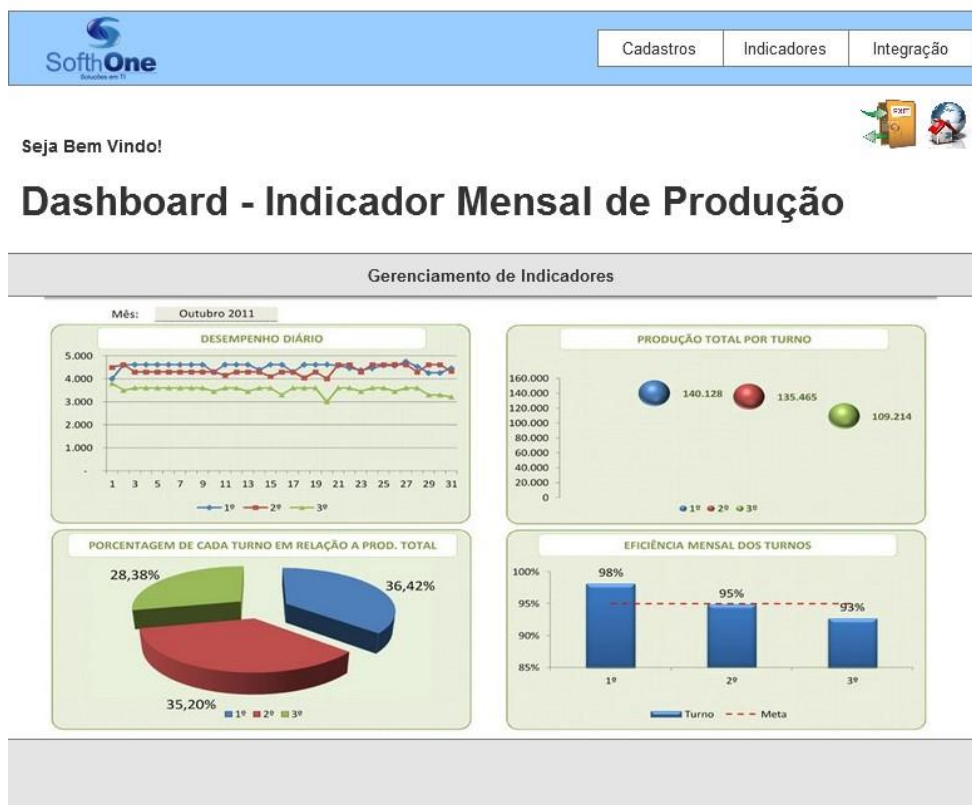 SofthOne
Soluções em TI
Cadastros Indicadores Integração
EXIT
Seja Bem Vindo!
Dashboard - Indicador Mensal de Produção
Gerenciamento de Indicadores
Mês: Outubro 2011
DESEMPENHO DIÁRIO
5.000
4.000
3.000
2.000
1.000
-
1 3 5 7 9 11 13 15 17 19 21 23 25 27 29 31
1º 2º 3º
PRODUÇÃO TOTAL POR TURNO
160.000
140.000
120.000
100.000
80.000
60.000
40.000
20.000
0
140.128 135.465 109.214
1º 2º 3º
PORCENTAGEM DE CADA TURNO EM RELAÇÃO A PROD. TOTAL
28,38%
36,42%
35,20%
1º 2º 3º
EFICIÊNCIA MENSAL DOS TURNOS
100%
95%
90%
85%
98%
95%
93%
1º 2º 3º
Turno Meta